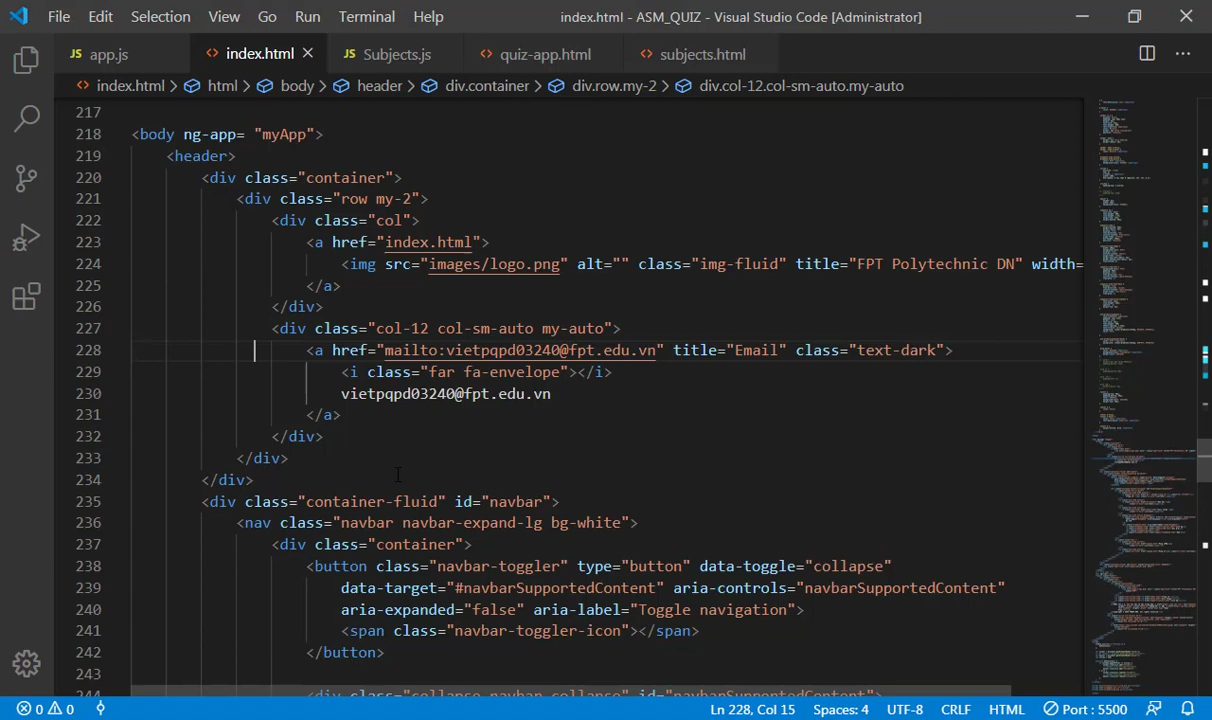 File Edit Selection View Go Run Terminal Help index.html - ASM_QUIZ - Visual Studio Code [Administrator]
JS app.js <> index.html JS Subjects.js <> quiz-app.html <> subjects.html
<> index.html > html > body > header > div.container > div.row.my-2 > div.col-12.col-sm-auto.my-auto
217
218 <body ng-app= "myApp">
219 <header>
220 <div class="container">
221 <div class="row my-2">
222 <div class="col">
223 <a href="index.html">
224 <img src="images/logo.png" alt="" class="img-fluid" title="FPT Polytechnic DN" width=
225 </a>
226 </div>
227 <div class="col-12 col-sm-auto my-auto">
228 <a href="mailto:vietpqpd03240@fpt.edu.vn" title="Email" class="text-dark">
229 <i class="far fa-envelope"></i>
230 vietpqpd03240@fpt.edu.vn
231 </a>
232 </div>
233 </div>
234 </div>
235 <div class="container-fluid" id="navbar">
236 <nav class="navbar navbar-expand-lg bg-white">
237 <div class="container">
238 <button class="navbar-toggler" type="button" data-toggle="collapse"
239 data-target="#navbarSupportedContent" aria-controls="navbarSupportedContent"
240 aria-expanded="false" aria-label="Toggle navigation">
241 <span class="navbar-toggler-icon"></span>
242 </button>
243
244 <div class="collapse navbar-collapse" id="navbarSupportedContent">
0 0 Ln 228, Col 15 Spaces: 4 UTF-8 CRLF HTML Port : 5500